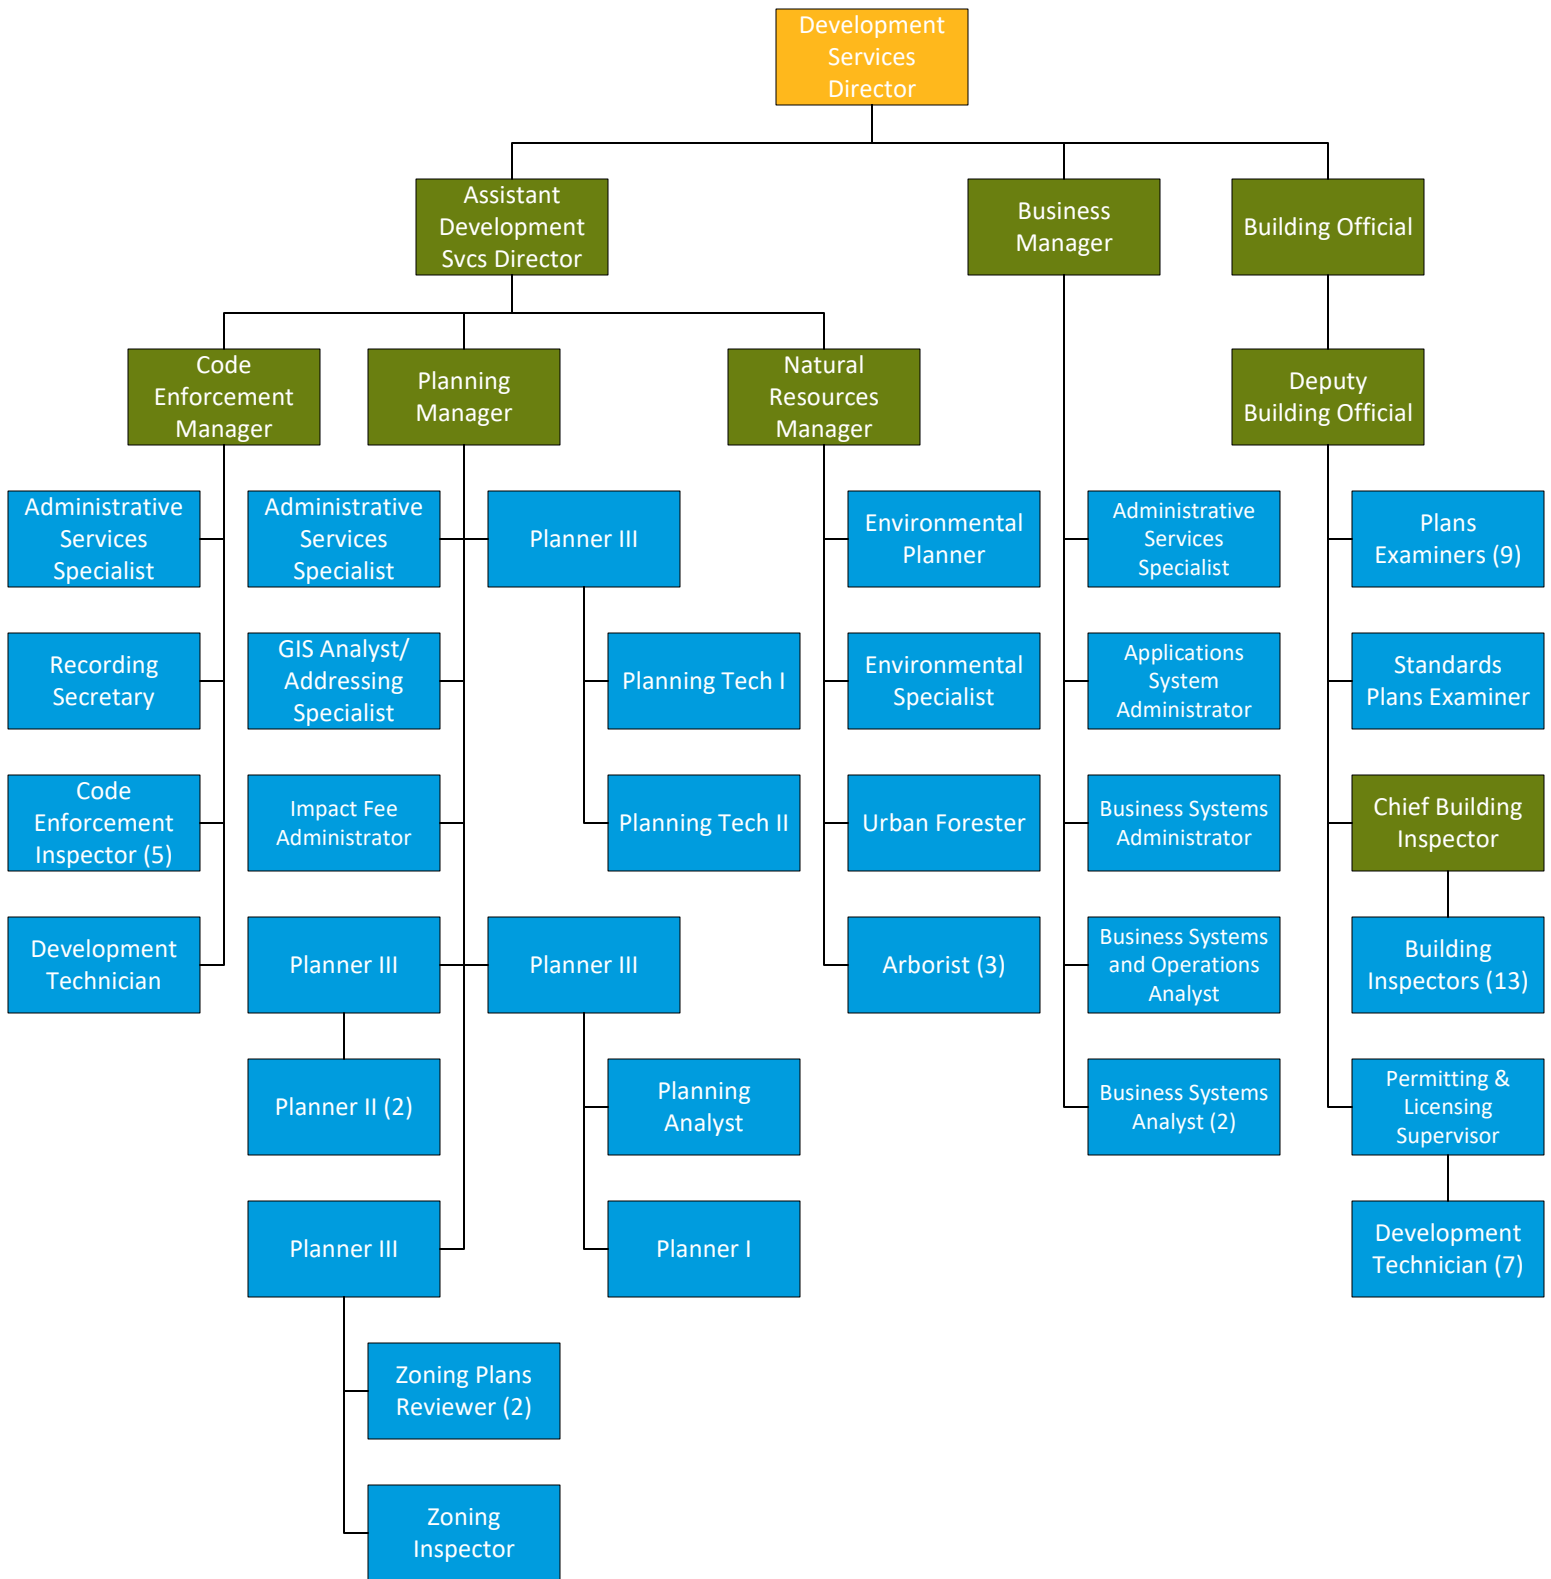 Development
Services
Director
Assistant
Development
Svcs Director
Business
Manager
Building Official
Code
Enforcement
Manager
Planning
Manager
Natural
Resources
Manager
Deputy
Building Official
Administrative
Services
Specialist
Administrative
Services
Specialist
Planner III
Environmental
Planner
Administrative
Services
Specialist
Plans
Examiners (9)
Recording
Secretary
GIS Analyst/
Addressing
Specialist
Planning Tech I
Environmental
Specialist
Applications
System
Administrator
Standards
Plans Examiner
Code
Enforcement
Inspector (5)
Impact Fee
Administrator
Planning Tech II
Urban Forester
Business Systems
Administrator
Chief Building
Inspector
Development
Technician
Planner III
Planner III
Arborist (3)
Business Systems
and Operations
Analyst
Building
Inspectors (13)
Planner II (2)
Planning
Analyst
Business Systems
Analyst (2)
Permitting &
Licensing
Supervisor
Planner III
Planner I
Development
Technician (7)
Zoning Plans
Reviewer (2)
Zoning
Inspector